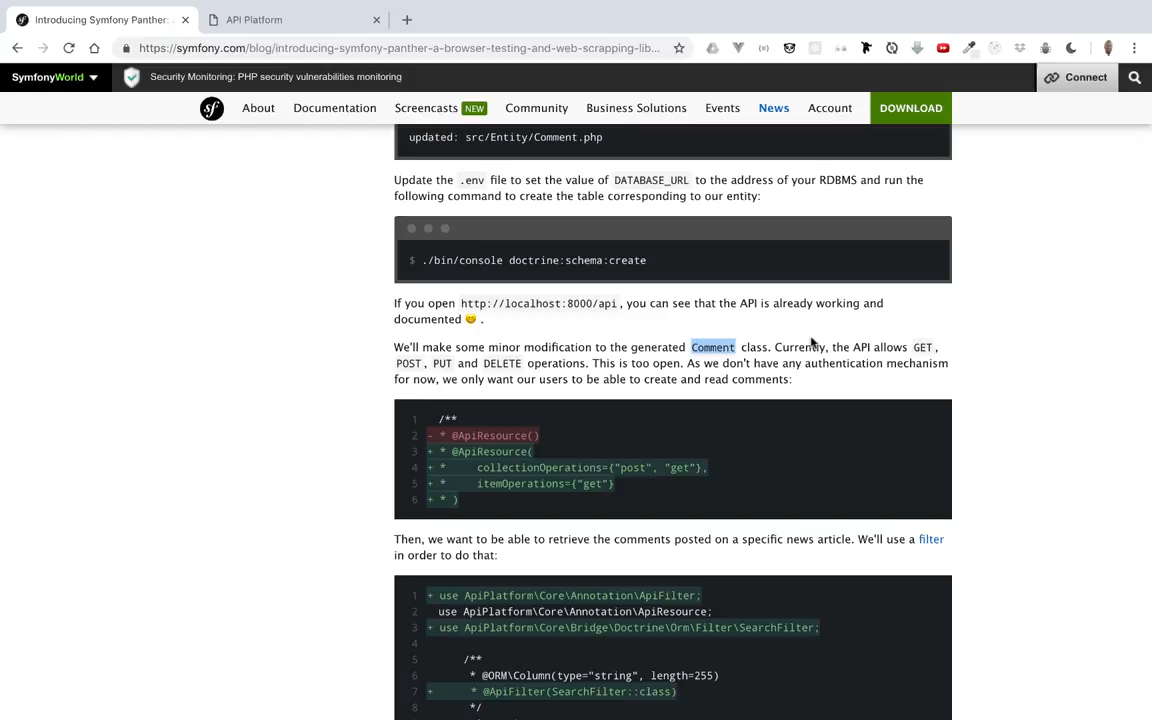 Introducing Symfony Panther:
API Platform
https://symfony.com/blog/introducing-symfony-panther-a-browser-testing-and-web-scrapping-lib...
SymfonyWorld
Security Monitoring: PHP security vulnerabilities monitoring
Connect
sf
About
Documentation
Screencasts NEW
Community
Business Solutions
Events
News
Account
DOWNLOAD
updated: src/Entity/Comment.php
Update the .env file to set the value of DATABASE_URL to the address of your RDBMS and run the
following command to create the table corresponding to our entity:
$ ./bin/console doctrine:schema:create
If you open http://localhost:8000/api, you can see that the API is already working and
documented 😀 .
We'll make some minor modification to the generated Comment class. Currently, the API allows GET,
POST, PUT and DELETE operations. This is too open. As we don't have any authentication mechanism
for now, we only want our users to be able to create and read comments:
1 /**
2 - * @ApiResource()
3 + * @ApiResource(
4 + * collectionOperations={"post", "get"},
5 + * itemOperations={"get"}
6 + * )
Then, we want to be able to retrieve the comments posted on a specific news article. We'll use a filter
in order to do that:
1 + use ApiPlatform\Core\Annotation\ApiFilter;
2 use ApiPlatform\Core\Annotation\ApiResource;
3 + use ApiPlatform\Core\Bridge\Doctrine\Orm\Filter\SearchFilter;
4
5 /**
6 * @ORM\Column(type="string", length=255)
7 + * @ApiFilter(SearchFilter::class)
8 */